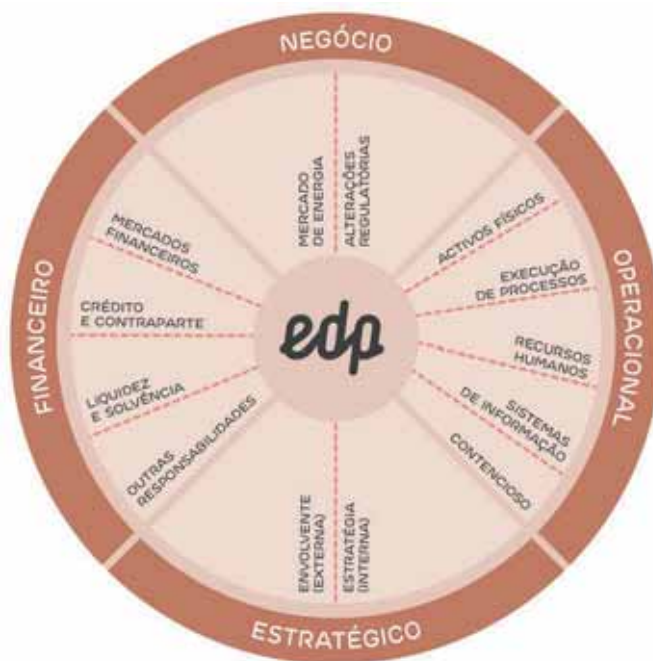 NEGÓCIO
MERCADO
DE ENERGIA
ALTERAÇÕES
REGULATÓRIAS
OPERACIONAL
ACTIVOS FÍSICOS
EXECUÇÃO
DE PROCESSOS
RECURSOS
HUMANOS
SISTEMAS
DE INFORMAÇÃO
CONTENCIOSO
ESTRATÉGICO
ENVOLVENTE
(EXTERNA)
ESTRATÉGIA
(INTERNA)
FINANCEIRO
MERCADOS
FINANCEIROS
CRÉDITO
E CONTRAPARTE
LIQUIDEZ
E SOLVÊNCIA
OUTRAS
RESPONSABILIDADES
edp